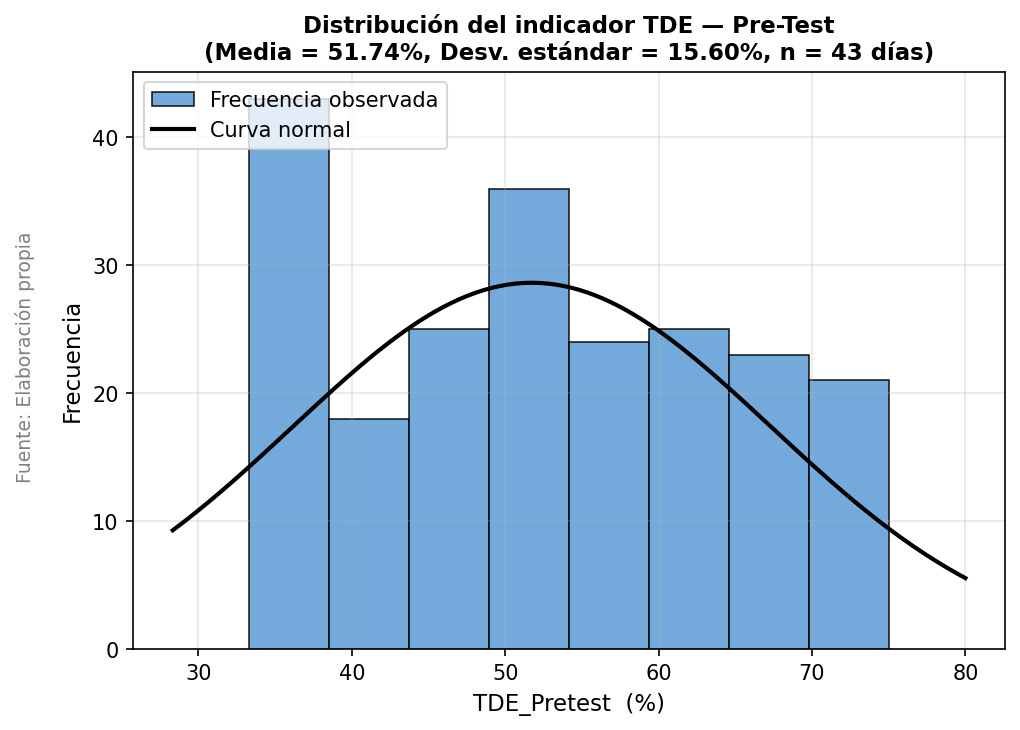 Distribución del indicador TDE — Pre-Test
(Media = 51.74%, Desv. estándar = 15.60%, n = 43 días)
Frecuencia observada
Curva normal
40
30
20
10
0
Frecuencia
Fuente: Elaboración propia
30 40 50 60 70 80
TDE_Pretest (%)